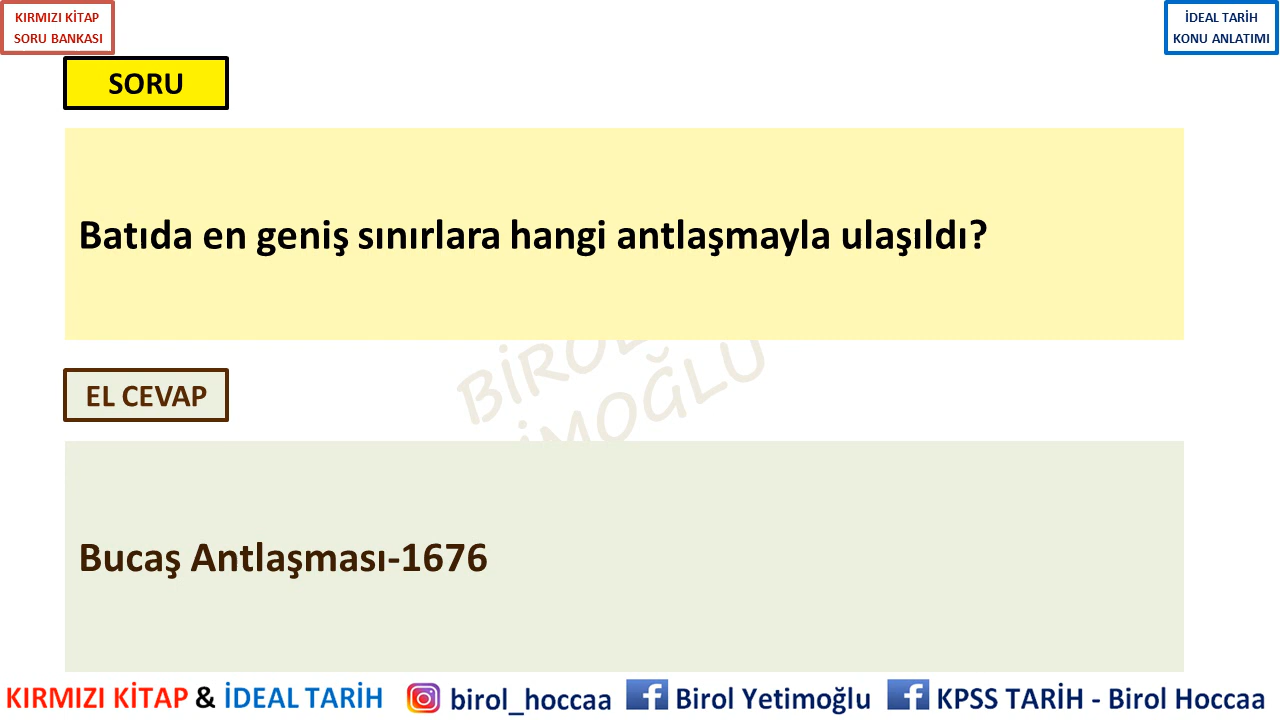 KIRMIZI KİTAP
SORU BANKASI
İDEAL TARİH
KONU ANLATIMI
SORU
Batıda en geniş sınırlara hangi antlaşmayla ulaşıldı?
EL CEVAP
Bucaş Antlaşması-1676
KIRMIZI KİTAP & İDEAL TARİH birol_hoccaa Birol Yetimoğlu KPSS TARİH - Birol Hoccaa